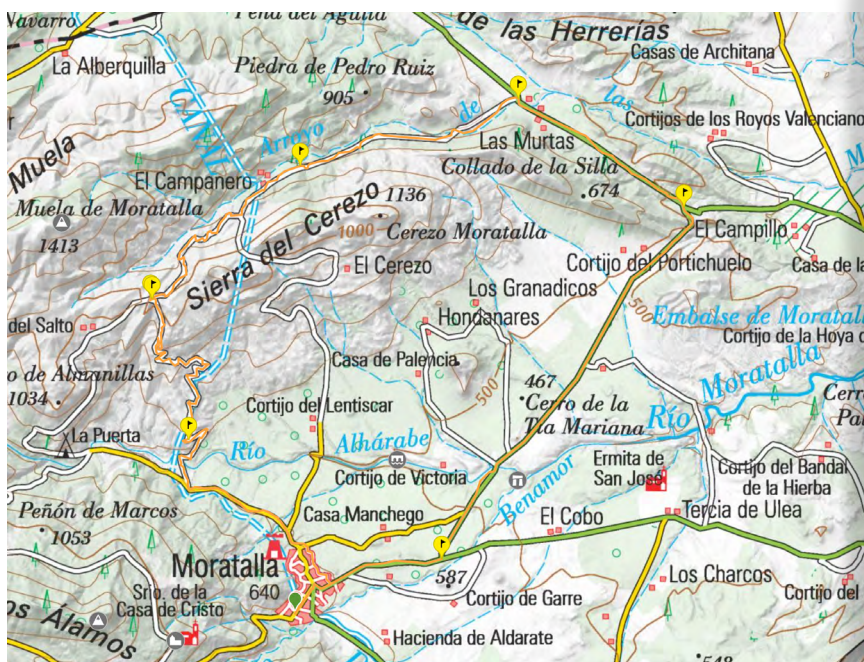 Navarro
Peña del Aguila
de las Herrerías
La Alberquilla
Casas de Architana
Piedra de Pedro Ruiz
905
de
las
Cortijos de los Royos Valenciano
Arroyo
Las Murtas
Muela
El Campanero
Collado de la Silla
674
Muela de Moratalla
1136
1413
1000
Cerezo Moratalla
El Campillo
Sierra del Cerezo
El Cerezo
Cortijo del Portichuelo
Casa de la
Los Granadicos
500
del Salto
Hondanares
Embalse de Moratall
Cortijo de la Hoya d
Casa de Palencia
Moratalla
o de Almanillas
467
500
1034
Cortijo del Lentiscar
Cerro de la
Tía Mariana
Río
Cerro
Pal
La Puerta
Río
Alhárabe
Ermita de
San José
Cortijo de Victoria
Cortijo del Bandal
de la Hierba
Benamor
Peñón de Marcos
Casa Manchego
Tercia de Ulea
El Cobo
1053
Moratalla
587
Los Charcos
640
Srio. de la
Casa de Cristo
Cortijo de Garre
Cortijo del
os Álamos
Hacienda de Aldarate
548